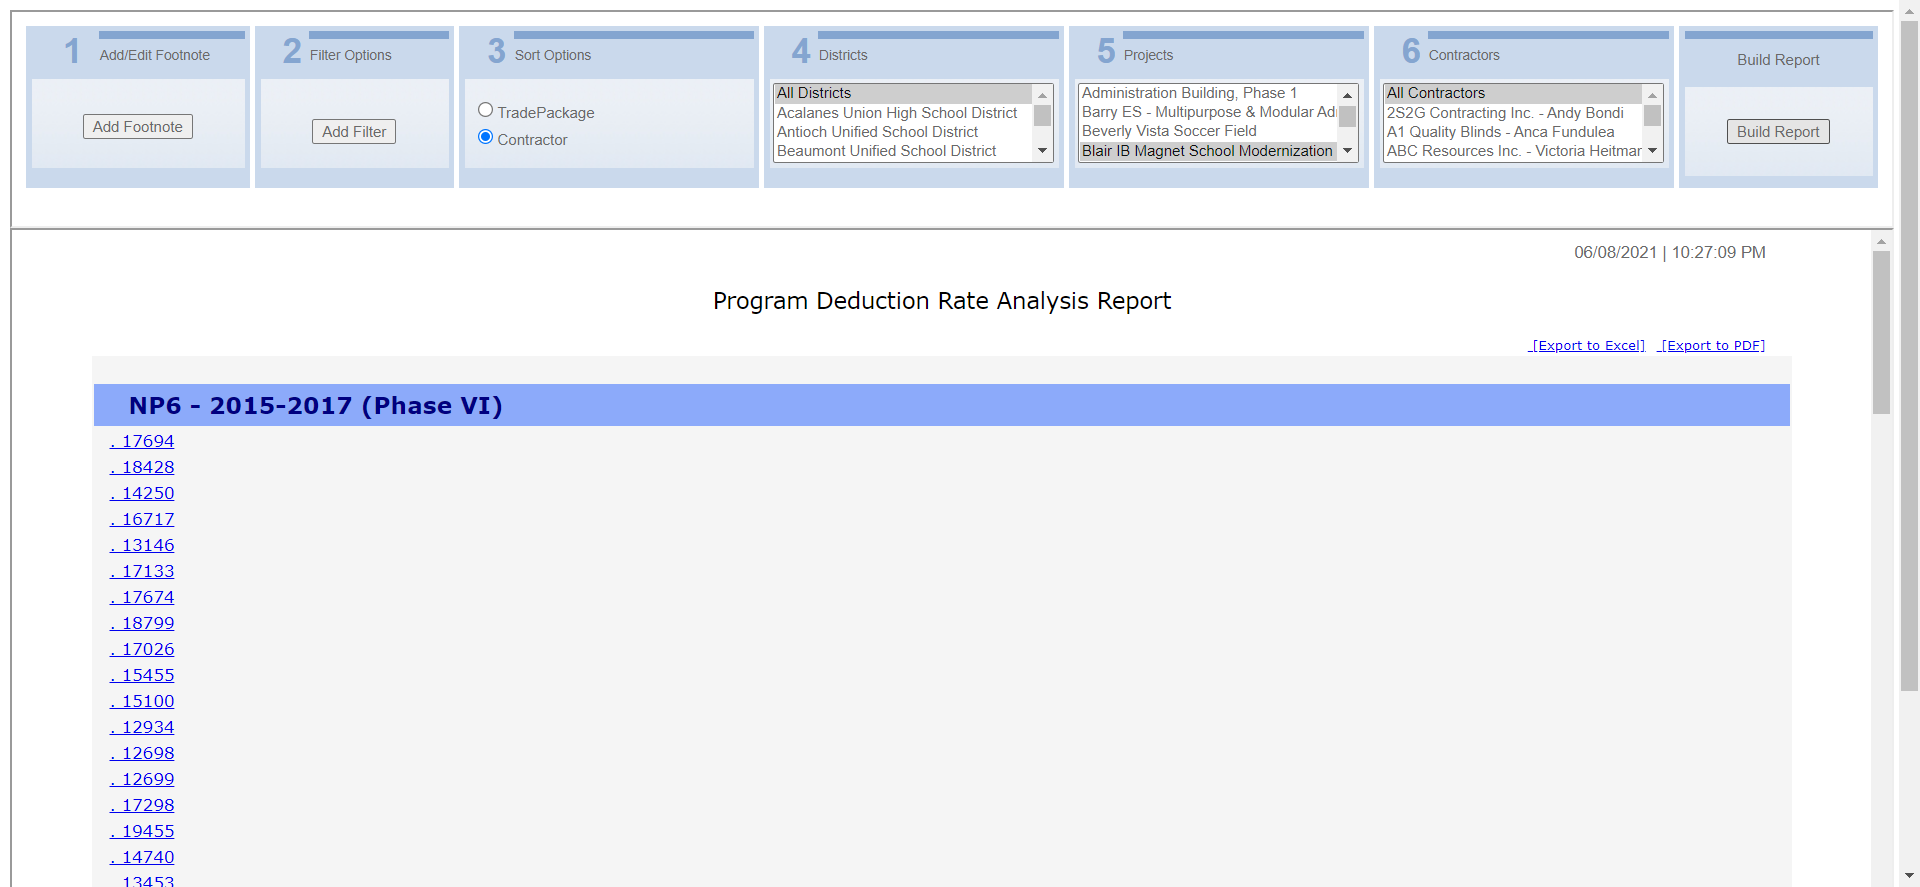 1 Add/Edit Footnote
Add Footnote
2 Filter Options
Add Filter
3 Sort Options
TradePackage
Contractor
4 Districts
All Districts
Acalanes Union High School District
Antioch Unified School District
Beaumont Unified School District
5 Projects
Administration Building, Phase 1
Barry ES - Multipurpose & Modular Ad
Beverly Vista Soccer Field
Blair IB Magnet School Modernization
6 Contractors
All Contractors
2S2G Contracting Inc. - Andy Bondi
A1 Quality Blinds - Anca Fundulea
ABC Resources Inc. - Victoria Heitmar
Build Report
Build Report
06/08/2021 | 10:27:09 PM
Program Deduction Rate Analysis Report
[Export to Excel] [Export to PDF]
NP6 - 2015-2017 (Phase VI)
. 17694
. 18428
. 14250
. 16717
. 13146
. 17133
. 17674
. 18799
. 17026
. 15455
. 15100
. 12934
. 12698
. 12699
. 17298
. 19455
. 14740
13453